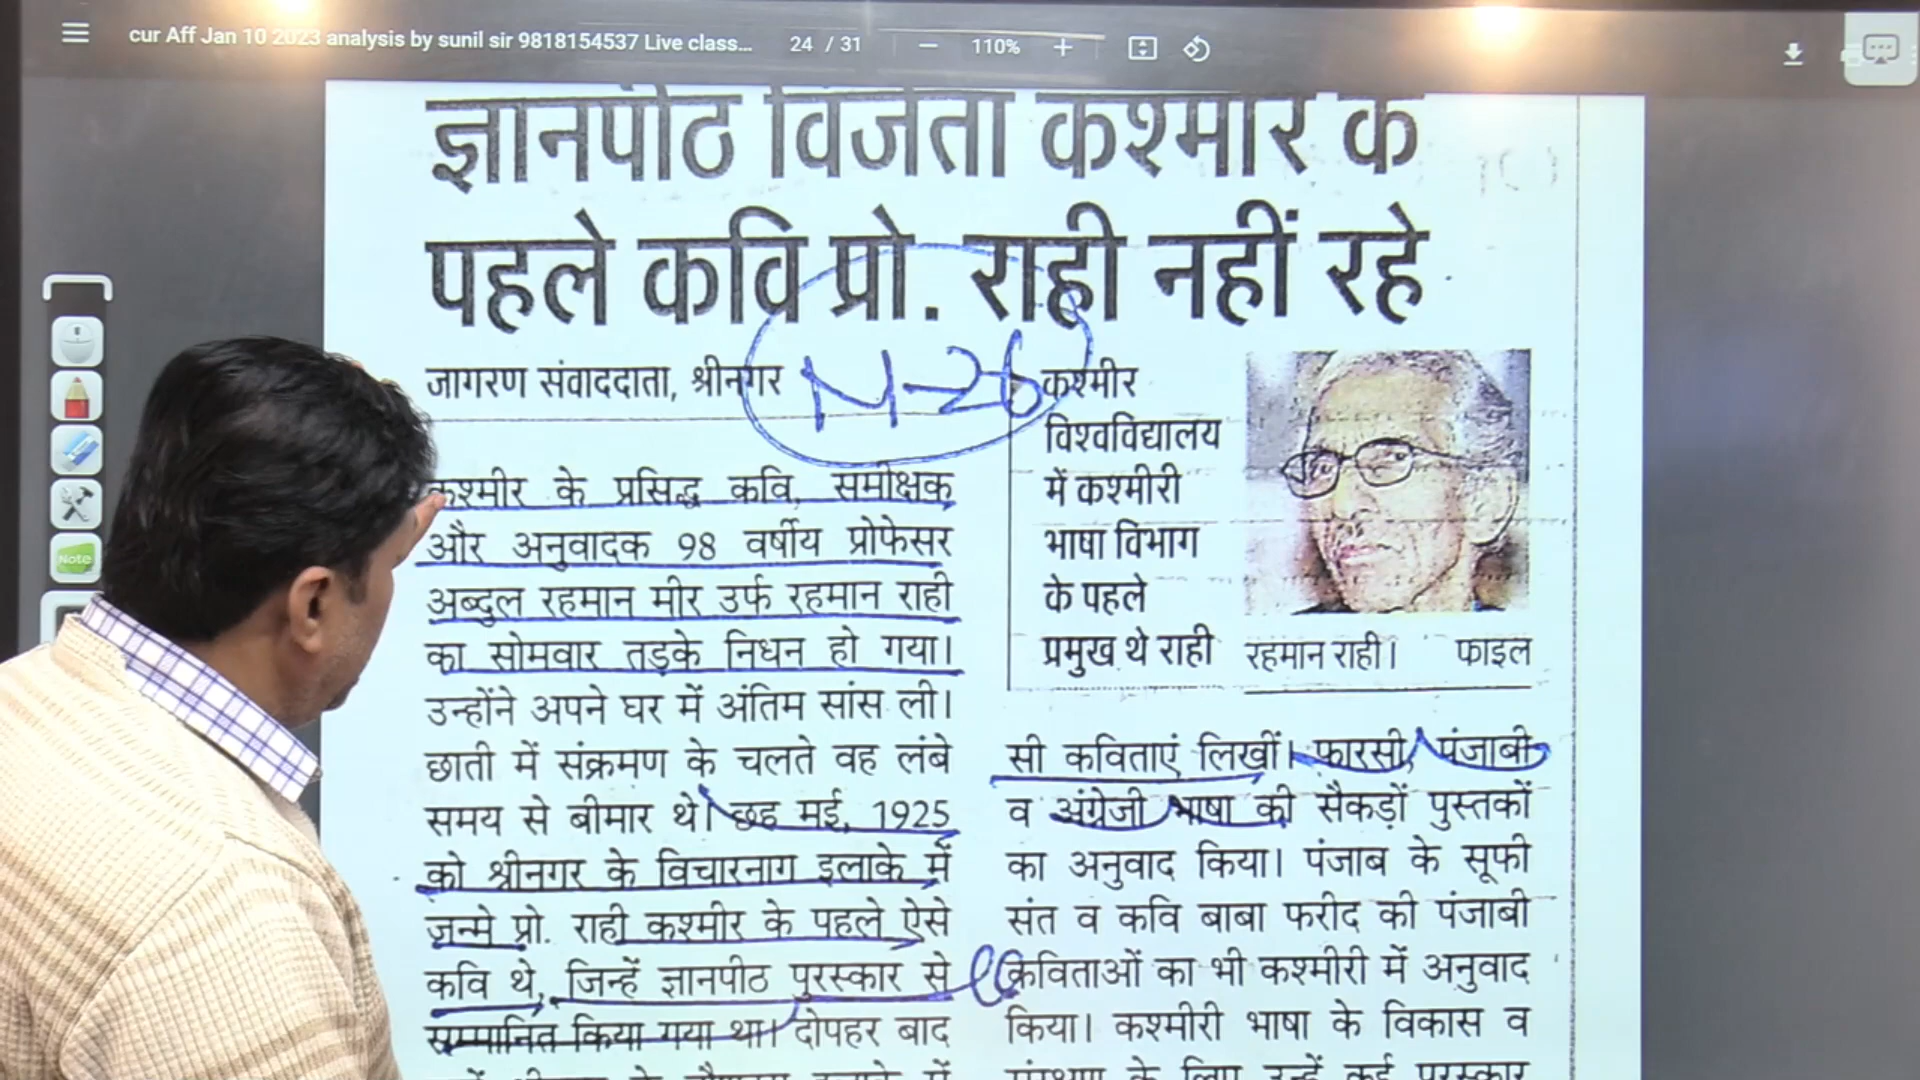 cur Aff Jan 10 2023 analysis by sunil sir 9818154537 Live class...
24 / 31
110%
ज्ञानपीठ विजेता कश्मीर के
पहले कवि प्रो. राही नहीं रहे
N-26
जागरण संवाददाता, श्रीनगर
कश्मीर के प्रसिद्ध कवि, समीक्षक
और अनुवादक 98 वर्षीय प्रोफेसर
अब्दुल रहमान मीर उर्फ रहमान राही
का सोमवार तड़के निधन हो गया।
उन्होंने अपने घर में अंतिम सांस ली।
छाती में संक्रमण के चलते वह लंबे
समय से बीमार थे। छह मई, 1925
को श्रीनगर के विचारनाग इलाके में
जन्मे प्रो. राही कश्मीर के पहले ऐसे
कवि थे, जिन्हें ज्ञानपीठ पुरस्कार से
सम्मानित किया गया था। दोपहर बाद
कश्मीर
विश्वविद्यालय
में कश्मीरी
भाषा विभाग
के पहले
प्रमुख थे राही
रहमान राही। फाइल
सी कविताएं लिखीं। फारसी, पंजाबी
व अंग्रेजी भाषा की सैकड़ों पुस्तकों
का अनुवाद किया। पंजाब के सूफी
संत व कवि बाबा फरीद की पंजाबी
कविताओं का भी कश्मीरी में अनुवाद
किया। कश्मीरी भाषा के विकास व
के लिए उन्हें कई पुरस्कार
Note